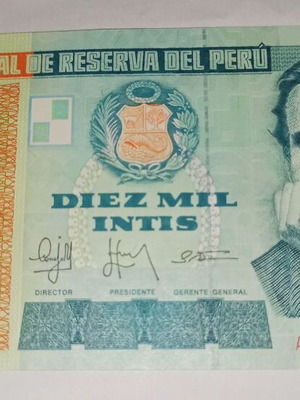 AL DE RESERVA DEL PERÚ
DIEZ MIL
INTIS
DIRECTOR PRESIDENTE GERENTE GENERAL
A